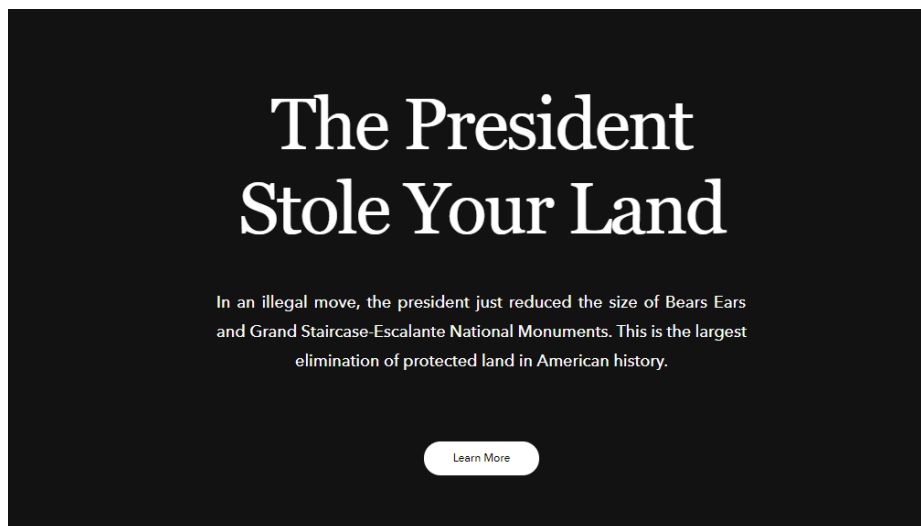 The President
Stole Your Land
In an illegal move, the president just reduced the size of Bears Ears
and Grand Staircase-Escalante National Monuments. This is the largest
elimination of protected land in American history.
Learn More